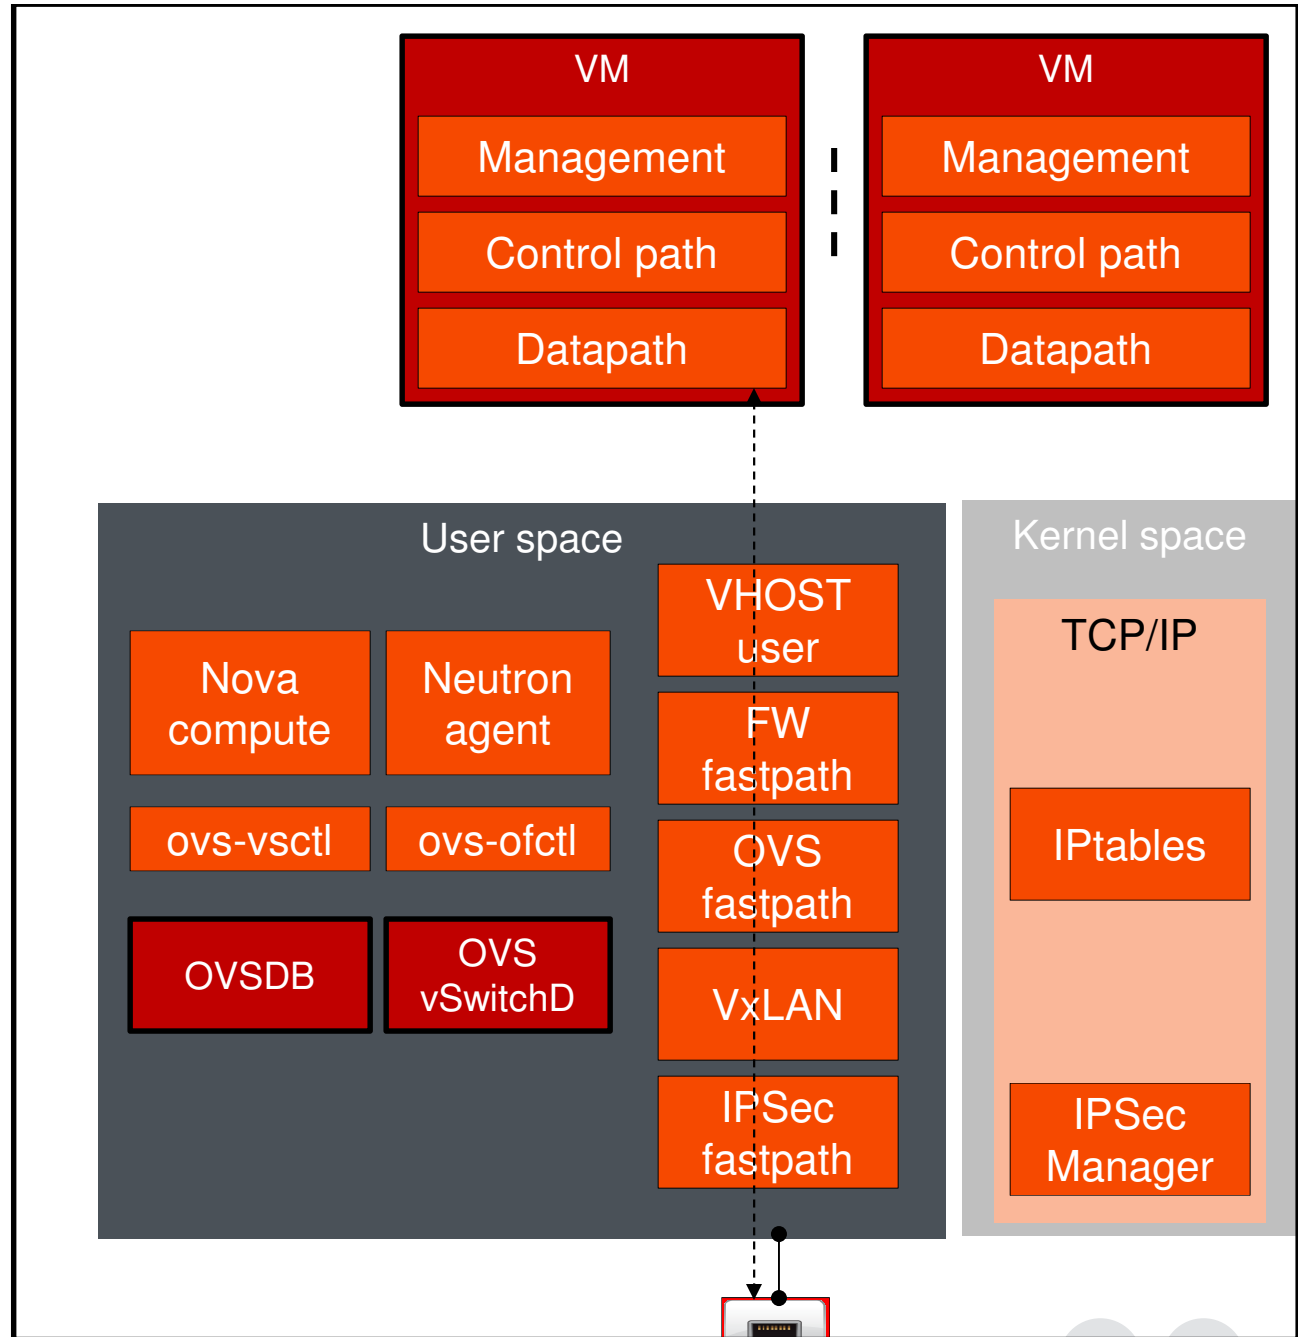 VM
Management
Control path
Datapath
VM
Management
Control path
Datapath
User space
Nova
compute
Neutron
agent
ovs-vsctl
ovs-ofctl
OVSDB
OVS
vSwitchD
VHOST
user
FW
fastpath
OVS
fastpath
VxLAN
IPSec
fastpath
Kernel space
TCP/IP
IPtables
IPSec
Manager